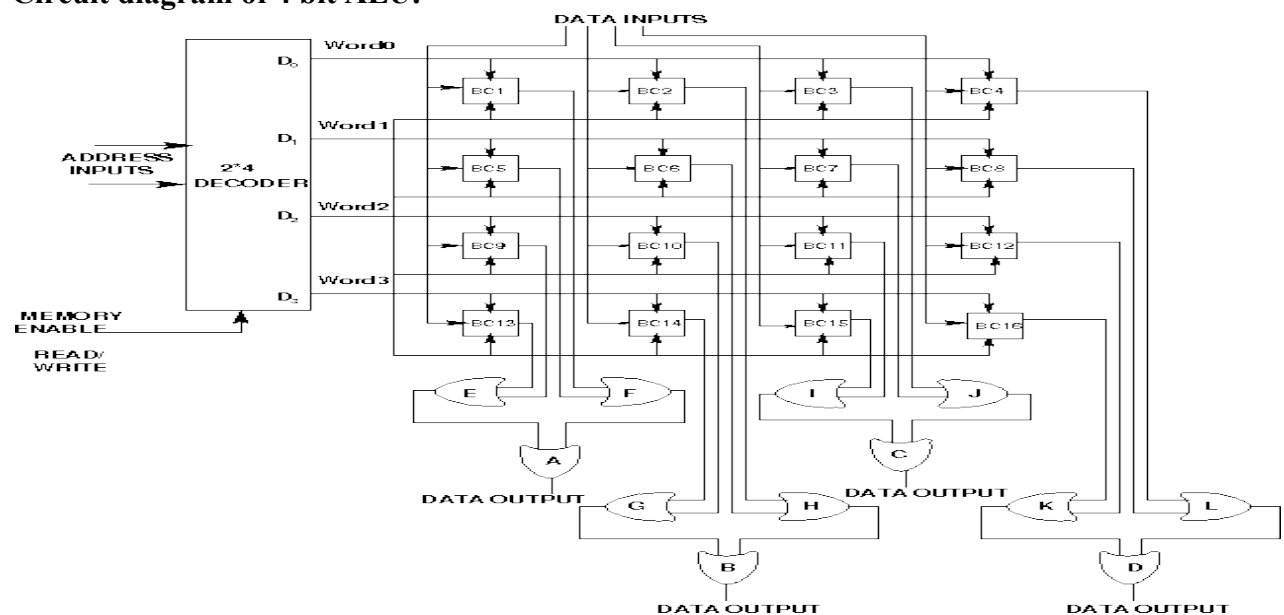 Circuit diagram of 4 bit ALU:
DATA INPUTS
Word0
D0
BC1 BC2 BC3 BC4
Word1
D1
ADDRESS
INPUTS
2*4
DECODER
BC5 BC6 BC7 BC8
Word2
D2
BC9 BC10 BC11 BC12
Word3
D3
MEMORY
ENABLE
BC13 BC14 BC15 BC16
READ/
WRITE
E F I J
A C
DATA OUTPUT DATA OUTPUT
G H K L
B D
DATA OUTPUT DATA OUTPUT